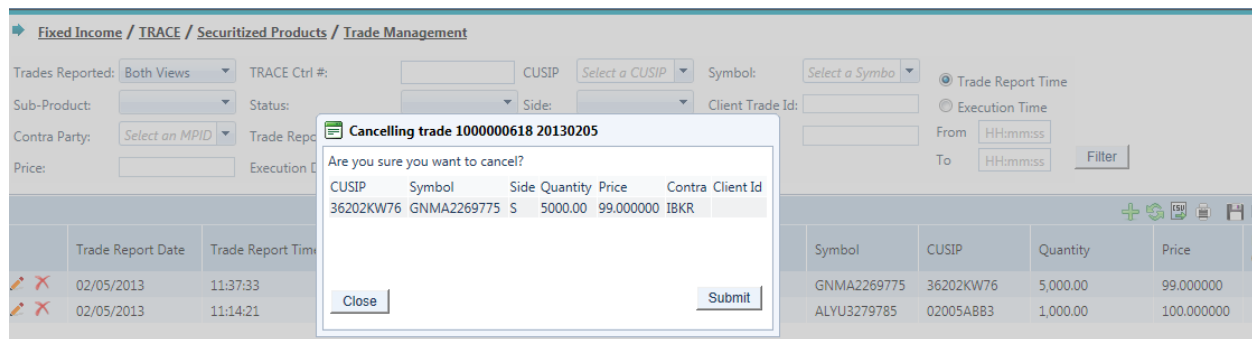 Fixed Income / TRACE / Securitized Products / Trade Management
Trades Reported: Both Views TRACE Ctrl #: CUSIP Select a CUSIP Symbol: Select a Symbo Trade Report Time
Sub-Product: Status: Side: Client Trade Id: Execution Time
Contra Party: Select an MPID Trade Repo From HH:mm:ss
Price: Execution D To HH:mm:ss Filter
Cancelling trade 1000000618 20130205
Are you sure you want to cancel?
CUSIP Symbol Side Quantity Price Contra Client Id
36202KW76 GNMA2269775 S 5000.00 99.000000 IBKR
Close Submit
Trade Report Date Trade Report Time Symbol CUSIP Quantity Price
02/05/2013 11:37:33 GNMA2269775 36202KW76 5,000.00 99.000000
02/05/2013 11:14:21 ALYU3279785 02005ABB3 1,000.00 100.000000